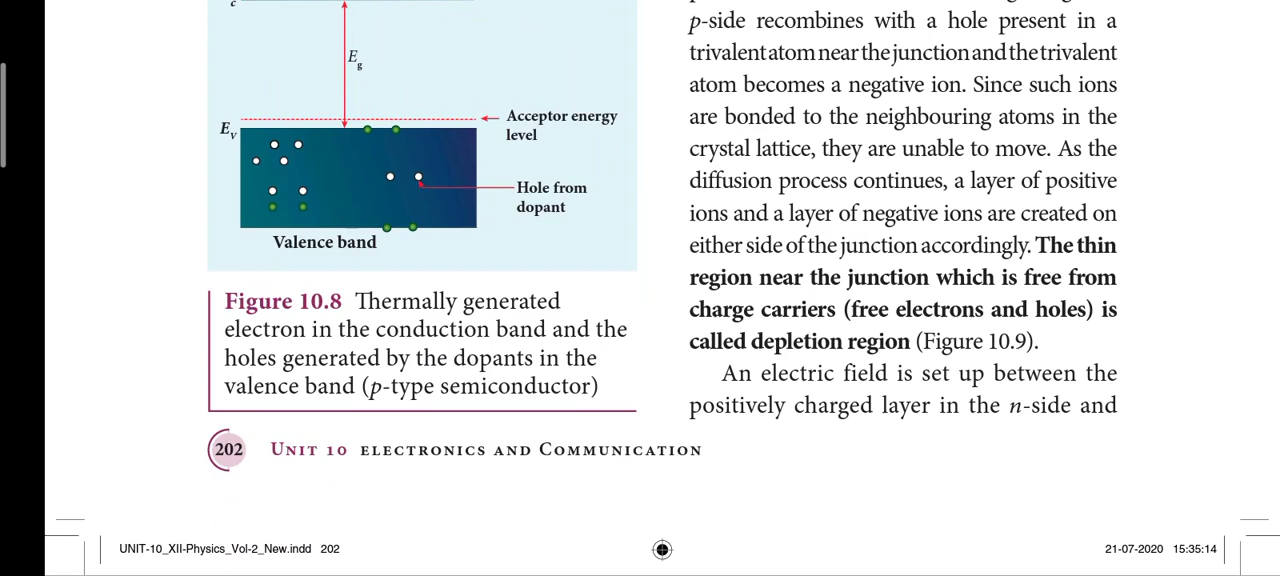 c
E
g
Acceptor energy
level
E
V
Hole from
dopant
Valence band
Figure 10.8 Thermally generated
electron in the conduction band and the
holes generated by the dopants in the
valence band (p-type semiconductor)
p-side recombines with a hole present in a
trivalent atom near the junction and the trivalent
atom becomes a negative ion. Since such ions
are bonded to the neighbouring atoms in the
crystal lattice, they are unable to move. As the
diffusion process continues, a layer of positive
ions and a layer of negative ions are created on
either side of the junction accordingly. The thin
region near the junction which is free from
charge carriers (free electrons and holes) is
called depletion region (Figure 10.9).
An electric field is set up between the
positively charged layer in the n-side and
202 Unit 10 electronics and Communication
UNIT-10_XII-Physics_Vol-2_New.indd 202
21-07-2020 15:35:14